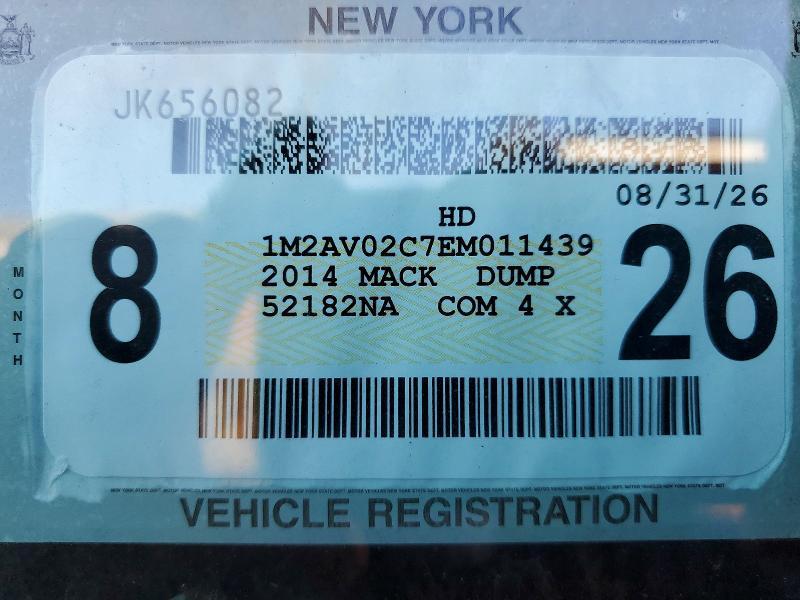 NEW YORK
JK656082
08/31/26
HD
8
26
1M2AV02C7EM011439
2014 MACK DUMP
52182NA COM 4 X
MONTH
VEHICLE REGISTRATION